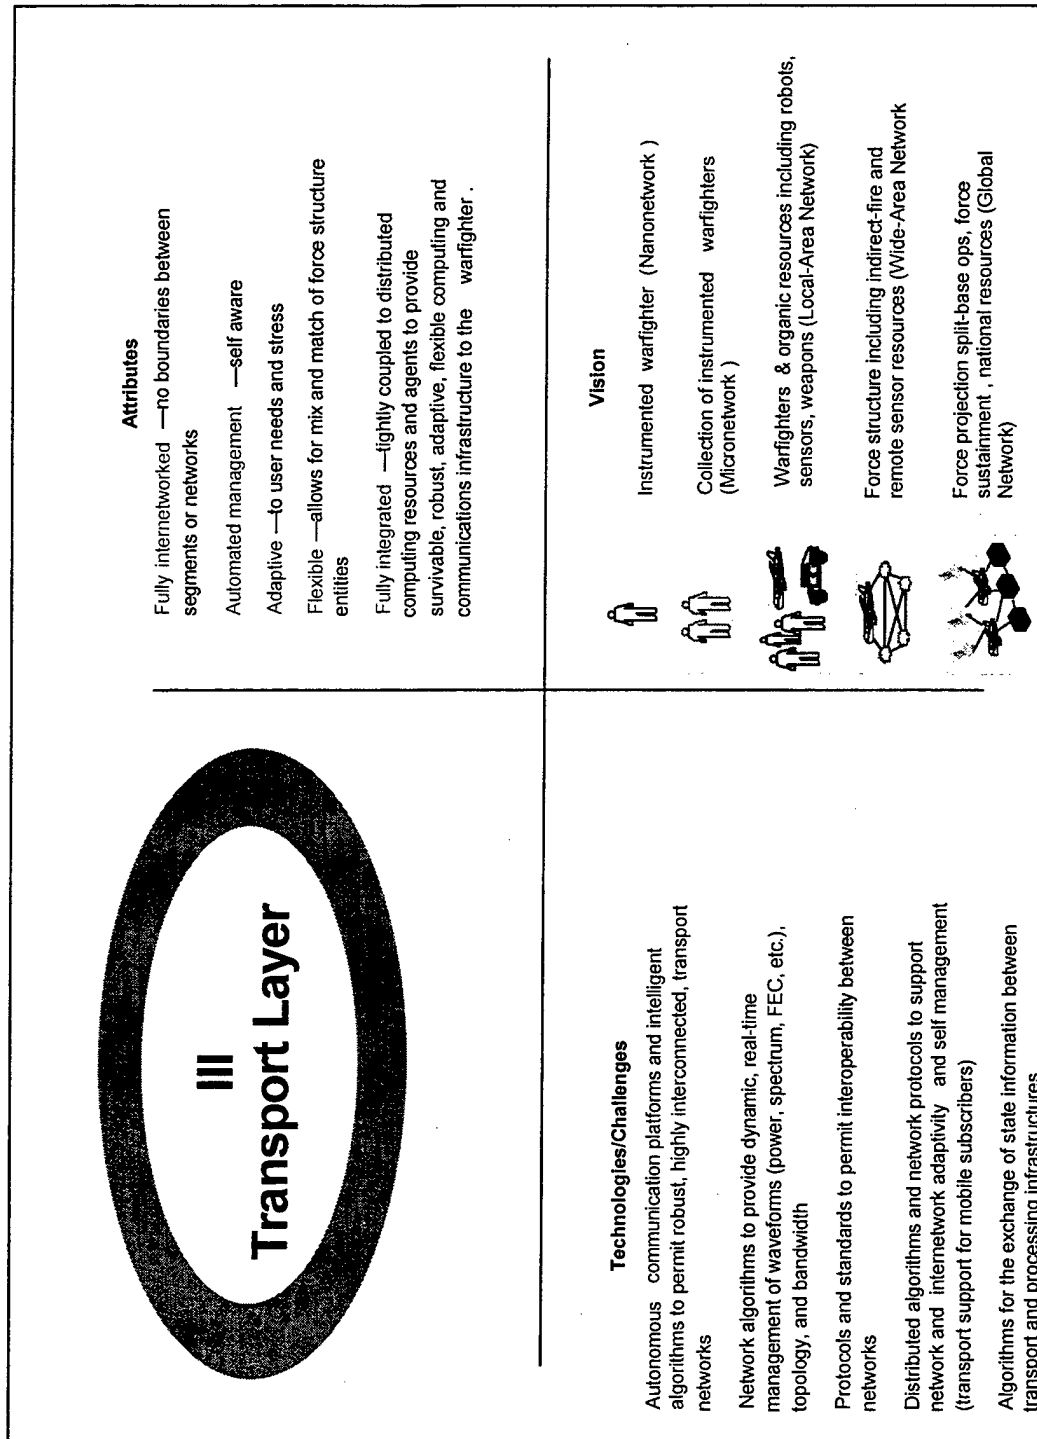 III
Transport Layer
Attributes
Fully internetworked —no boundaries between
segments or networks
Automated management —self aware
Adaptive —to user needs and stress
Flexible —allows for mix and match of force structure
entities
Fully integrated —tightly coupled to distributed
computing resources and agents to provide
survivable, robust, adaptive, flexible computing and
communications infrastructure to the warfighter .
Technologies/Challenges
Autonomous communication platforms and intelligent
algorithms to permit robust, highly interconnected, transport
networks
Network algorithms to provide dynamic, real-time
management of waveforms (power, spectrum, FEC, etc.),
topology, and bandwidth
Protocols and standards to permit interoperability between
networks
Distributed algorithms and network protocols to support
network and internetwork adaptivity and self management
(transport support for mobile subscribers)
Algorithms for the exchange of state information between
transport and processing infrastructures
Vision
Instrumented warfighter (Nanonetwork )
Collection of instrumented warfighters
(Micronetwork )
Warfighters & organic resources including robots,
sensors, weapons (Local-Area Network)
Force structure including indirect-fire and
remote sensor resources (Wide-Area Network
Force projection split-base ops, force
sustainment , national resources (Global
Network)